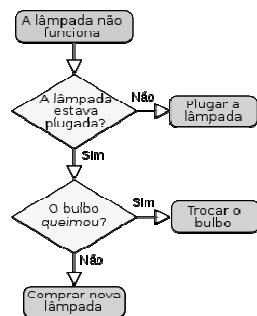 A lâmpada não
funciona
A lâmpada
estava
plugada?
Não
Plugar a
lâmpada
Sim
O bulbo
queimou?
Sim
Trocar o
bulbo
Não
Comprar nova
lâmpada